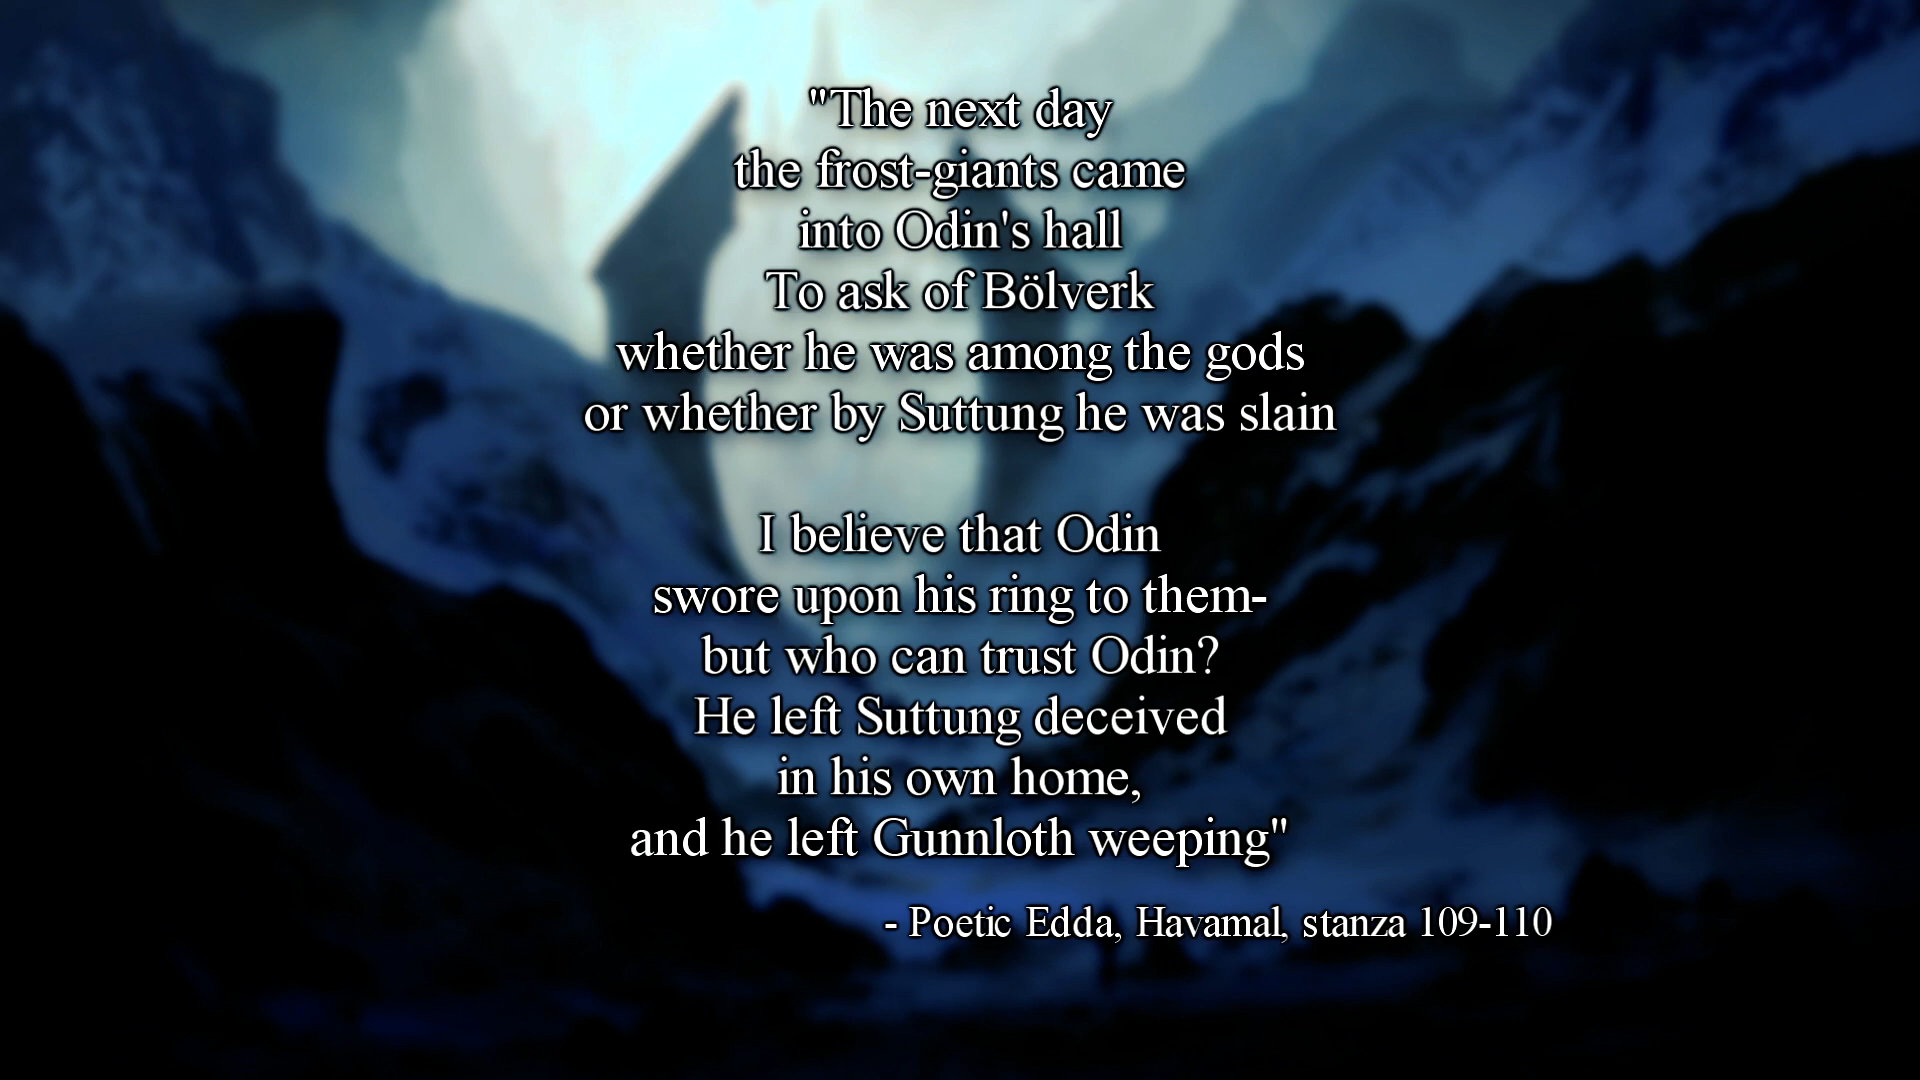 "The next day
the frost-giants came
into Odin's hall
To ask of Bölverk
whether he was among the gods
or whether by Suttung he was slain

I believe that Odin
swore upon his ring to them-
but who can trust Odin?
He left Suttung deceived
in his own home,
and he left Gunnloth weeping"
- Poetic Edda, Havamal, stanza 109-110